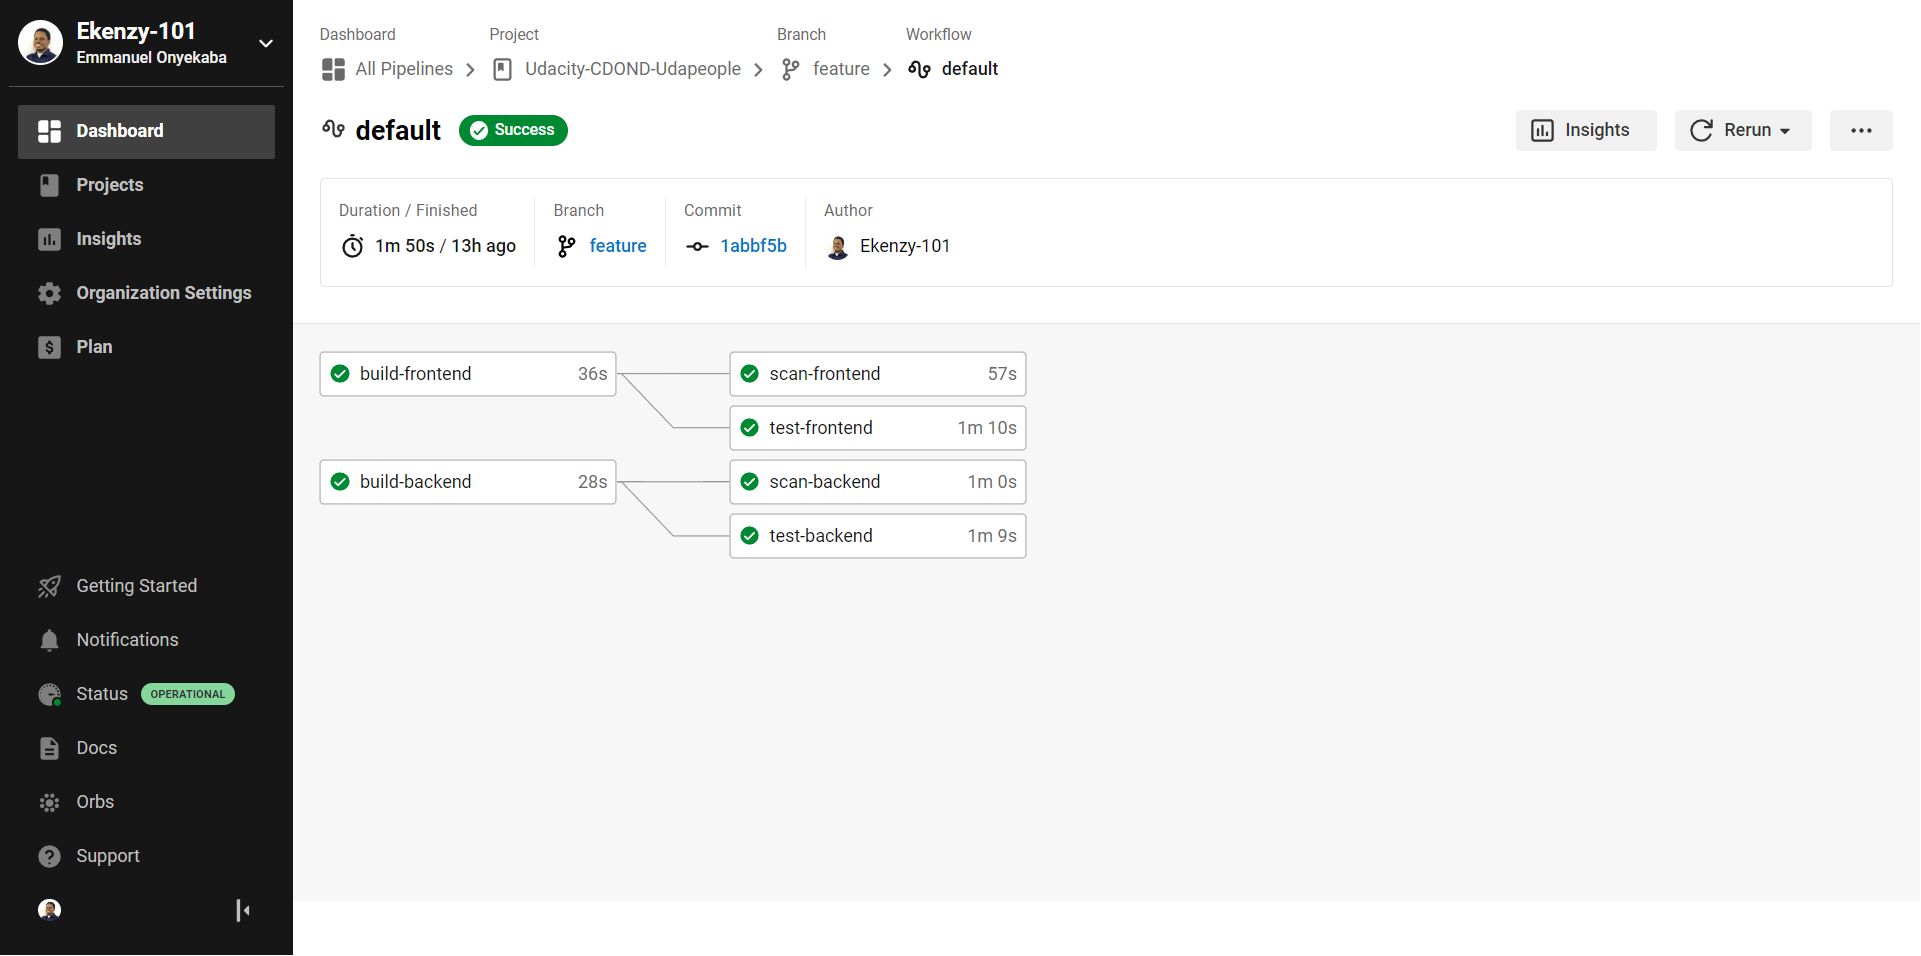 Ekenzy-101
Emmanuel Onyekaba
Dashboard
Projects
Insights
Organization Settings
Plan
Getting Started
Notifications
Status OPERATIONAL
Docs
Orbs
Support
Dashboard Project Branch Workflow
All Pipelines Udacity-CDOND-Udapeople feature default
default Success Insights Rerun
Duration / Finished Branch Commit Author
1m 50s / 13h ago feature 1abbf5b Ekenzy-101
build-frontend 36s scan-frontend 57s
test-frontend 1m 10s
build-backend 28s scan-backend 1m 0s
test-backend 1m 9s